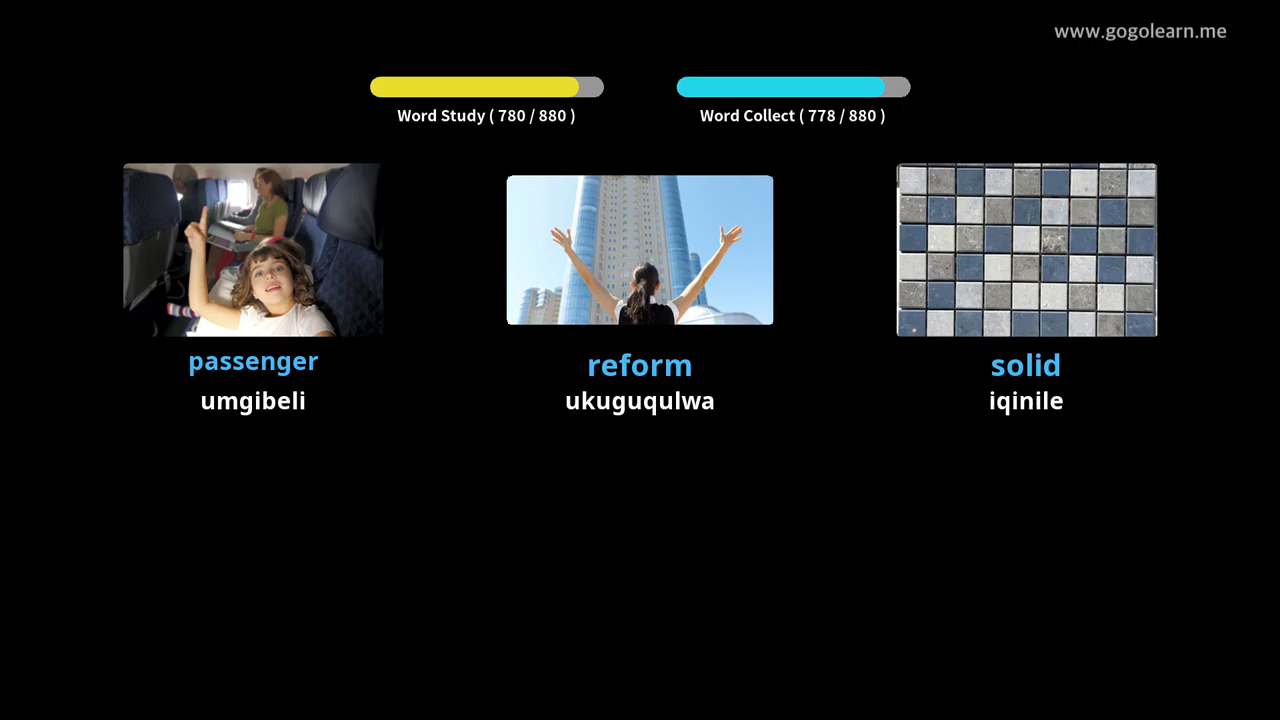 www.gogolearn.me
Word Study ( 780 / 880 )
Word Collect ( 778 / 880 )
passenger
umgibeli
reform
ukuguqulwa
solid
iqinile